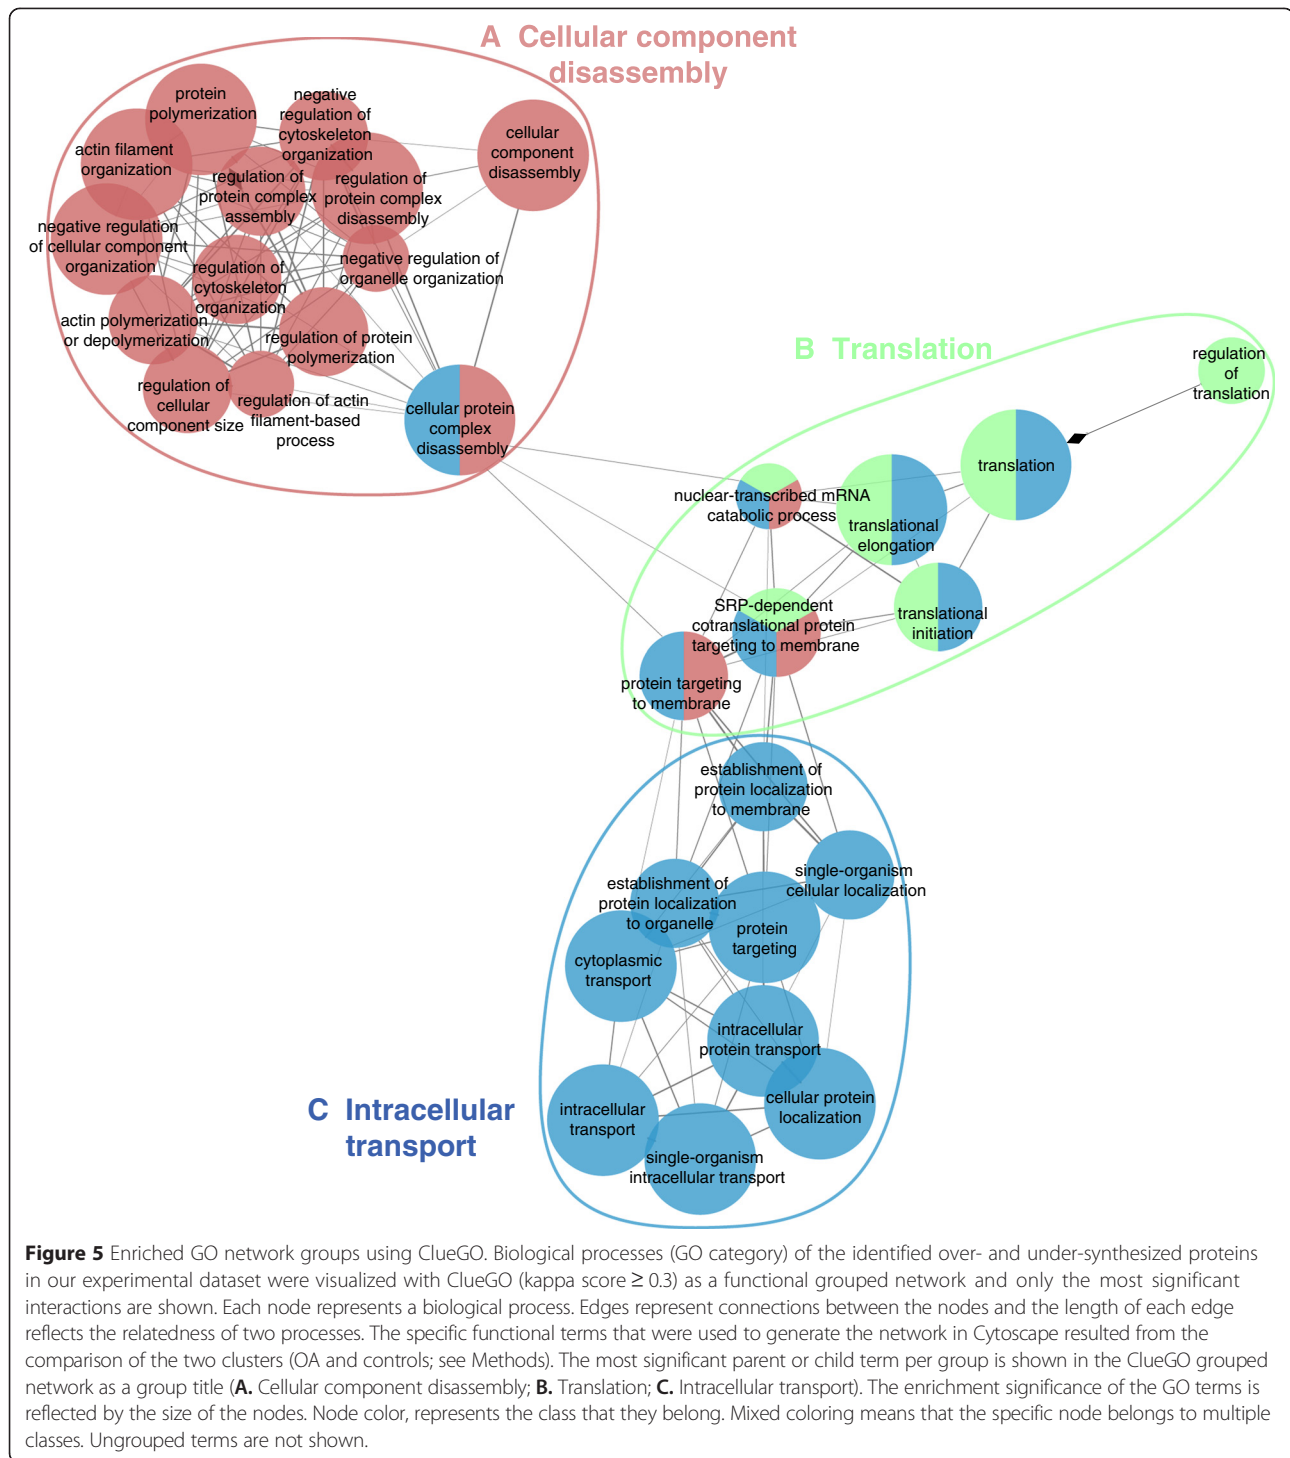 A Cellular component
disassembly
protein
polymerization
negative
regulation of
cytoskeleton
organization
cellular
component
disassembly
actin filament
organization
regulation of
protein complex
assembly
regulation of
protein complex
disassembly
negative regulation
of cellular component
organization
regulation of
cytoskeleton
organization
negative regulation of
organelle organization
actin polymerization
or depolymerization
regulation of protein
polymerization
regulation of
cellular
component size
regulation of actin
filament-based
process
cellular protein
complex
disassembly
B Translation
regulation
of
translation
translation
nuclear-transcribed mRNA
catabolic process
translational
elongation
SRP-dependent
cotranslational protein
targeting to membrane
translational
initiation
protein targeting
to membrane
establishment of
protein localization
to membrane
single-organism
cellular localization
establishment of
protein localization
to organelle
protein
targeting
cytoplasmic
transport
intracellular
protein transport
C Intracellular
transport
intracellular
transport
cellular protein
localization
single-organism
intracellular transport
Figure 5 Enriched GO network groups using ClueGO. Biological processes (GO category) of the identified over- and under-synthesized proteins
in our experimental dataset were visualized with ClueGO (kappa score ≥ 0.3) as a functional grouped network and only the most significant
interactions are shown. Each node represents a biological process. Edges represent connections between the nodes and the length of each edge
reflects the relatedness of two processes. The specific functional terms that were used to generate the network in Cytoscape resulted from the
comparison of the two clusters (OA and controls; see Methods). The most significant parent or child term per group is shown in the ClueGO grouped
network as a group title (A. Cellular component disassembly; B. Translation; C. Intracellular transport). The enrichment significance of the GO terms is
reflected by the size of the nodes. Node color, represents the class that they belong. Mixed coloring means that the specific node belongs to multiple
classes. Ungrouped terms are not shown.